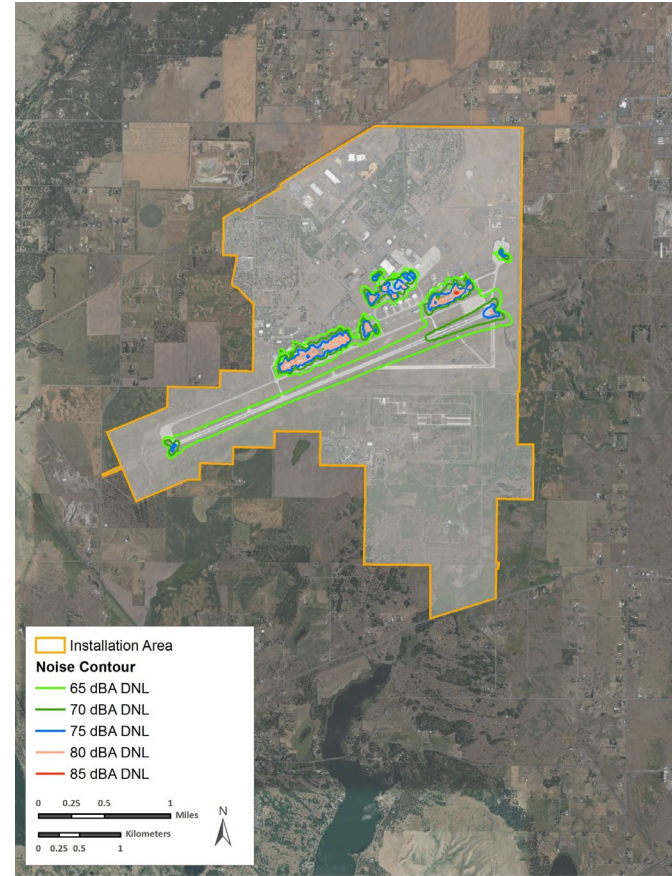 Installation Area
Noise Contour
65 dBA DNL
70 dBA DNL
75 dBA DNL
80 dBA DNL
85 dBA DNL
0 0.25 0.5 1
Miles
Kilometers
0 0.25 0.5 1
N